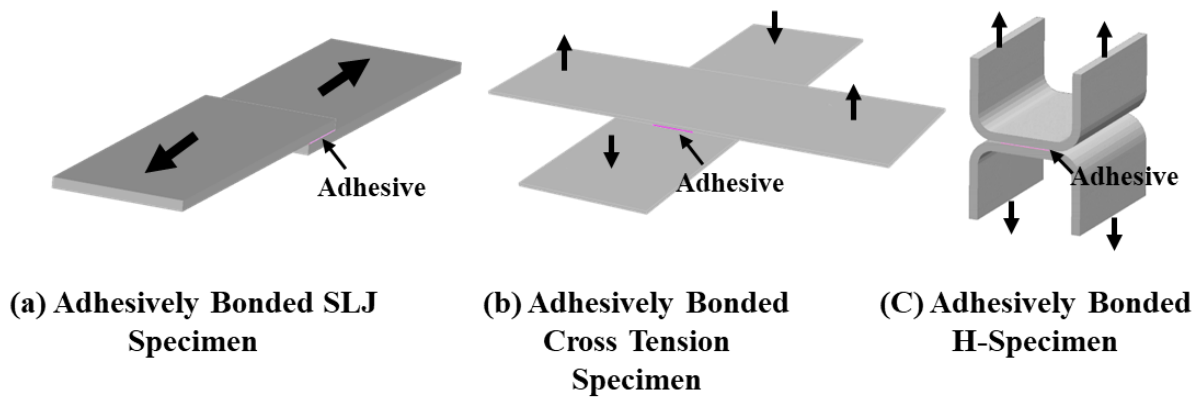 Adhesive
Adhesive
Adhesive
(a) Adhesively Bonded SLJ
Specimen
(b) Adhesively Bonded
Cross Tension
Specimen
(C) Adhesively Bonded
H-Specimen